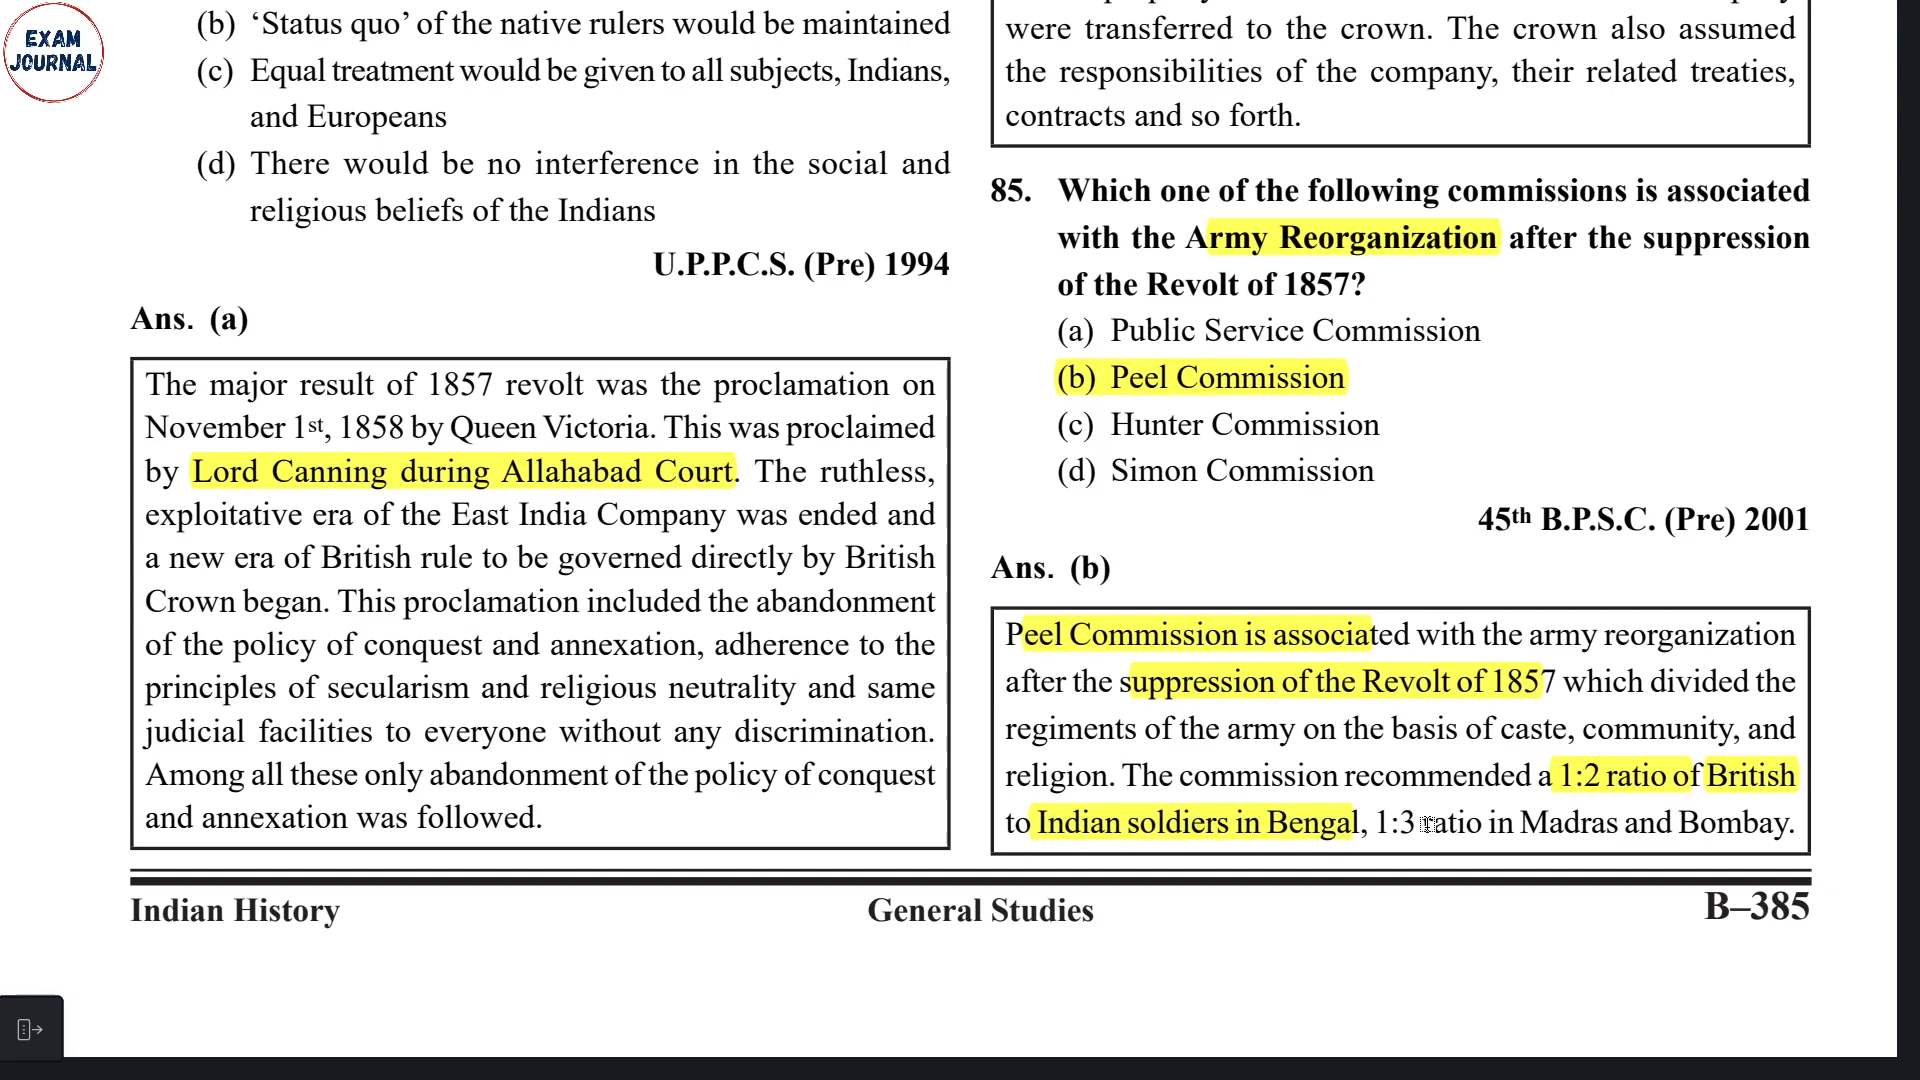 EXAM
JOURNAL
(b) ‘Status quo’ of the native rulers would be maintained
(c) Equal treatment would be given to all subjects, Indians,
and Europeans
(d) There would be no interference in the social and
religious beliefs of the Indians
U.P.P.C.S. (Pre) 1994
Ans. (a)
The major result of 1857 revolt was the proclamation on
November 1st, 1858 by Queen Victoria. This was proclaimed
by Lord Canning during Allahabad Court. The ruthless,
exploitative era of the East India Company was ended and
a new era of British rule to be governed directly by British
Crown began. This proclamation included the abandonment
of the policy of conquest and annexation, adherence to the
principles of secularism and religious neutrality and same
judicial facilities to everyone without any discrimination.
Among all these only abandonment of the policy of conquest
and annexation was followed.
were transferred to the crown. The crown also assumed
the responsibilities of the company, their related treaties,
contracts and so forth.
85. Which one of the following commissions is associated
with the Army Reorganization after the suppression
of the Revolt of 1857?
(a) Public Service Commission
(b) Peel Commission
(c) Hunter Commission
(d) Simon Commission
45th B.P.S.C. (Pre) 2001
Ans. (b)
Peel Commission is associated with the army reorganization
after the suppression of the Revolt of 1857 which divided the
regiments of the army on the basis of caste, community, and
religion. The commission recommended a 1:2 ratio of British
to Indian soldiers in Bengal, 1:3 ratio in Madras and Bombay.
Indian History
General Studies
B–385